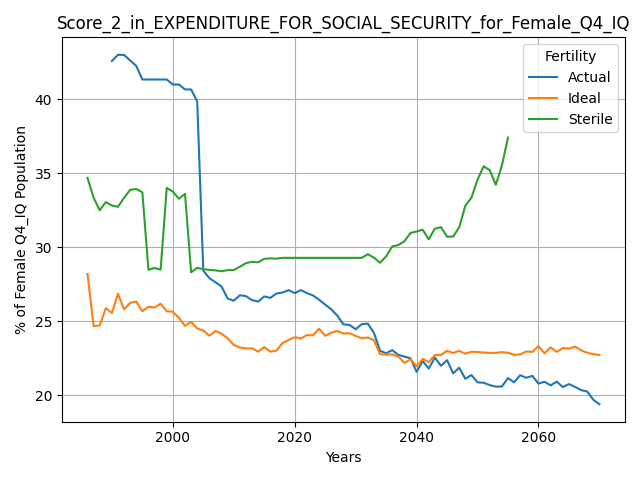 Score_2_in_EXPENDITURE_FOR_SOCIAL_SECURITY_for_Female_Q4_IQ
Fertility
Actual
Ideal
Sterile
% of Female Q4_IQ Population
40
35
30
25
20
2000
2020
2040
2060
Years